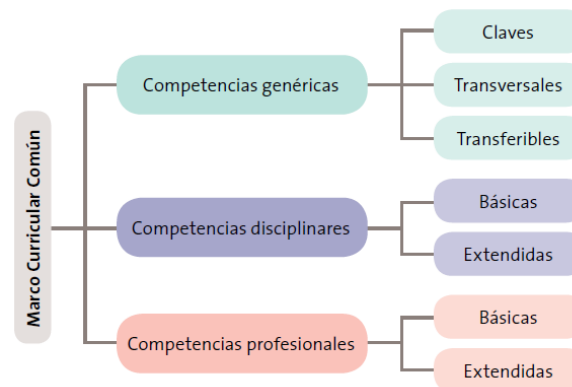 Marco Curricular Común
Competencias genéricas
Claves
Transversales
Transferibles
Competencias disciplinares
Básicas
Extendidas
Competencias profesionales
Básicas
Extendidas